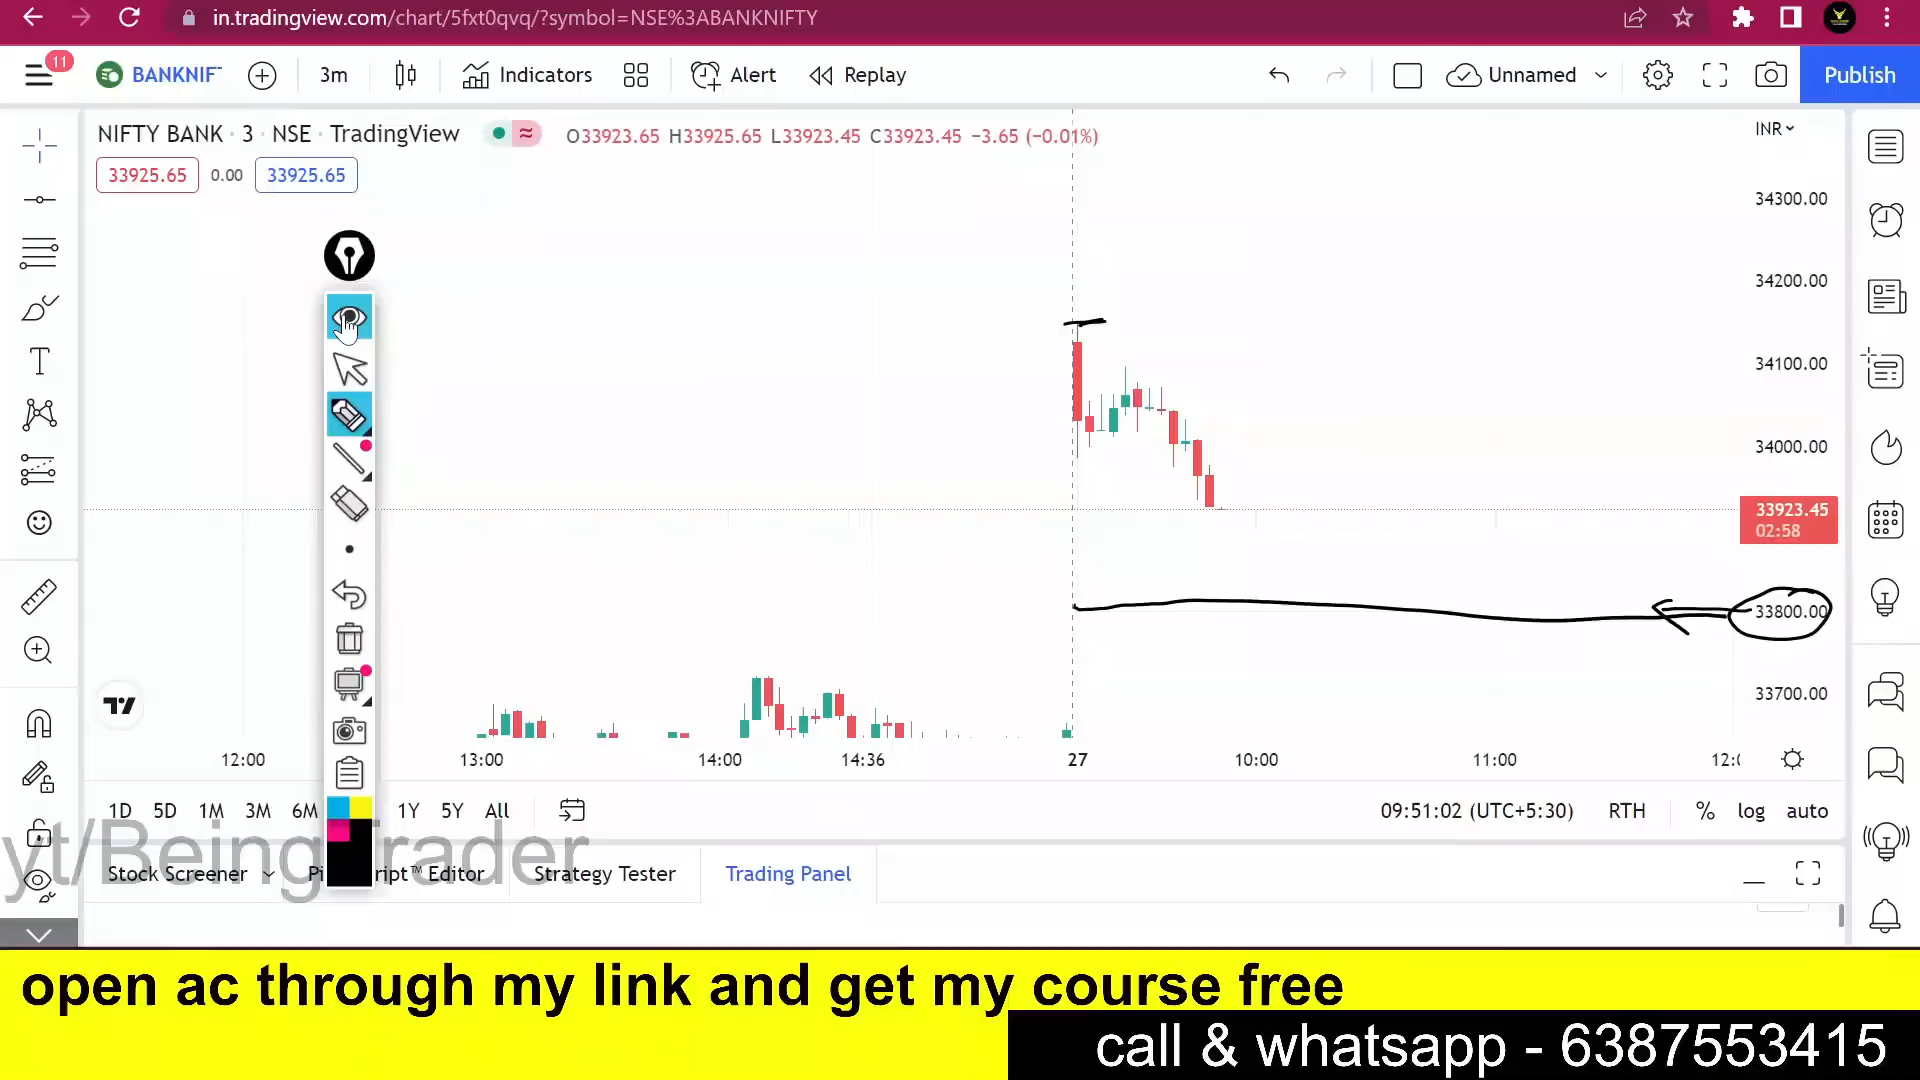 in.tradingview.com/chart/5fxt0qvq/?symbol=NSE%3ABANKNIFTY
11
BANKNIF
3m
Indicators
Alert
Replay
Unnamed
Publish
NIFTY BANK · 3 · NSE · TradingView
O33923.65 H33925.65 L33923.45 C33923.45 −3.65 (−0.01%)
INR
33925.65
0.00
33925.65
34300.00
34200.00
34100.00
34000.00
33923.45
02:58
33800.00
33700.00
12:00
13:00
14:00
14:36
27
10:00
11:00
1D
5D
1M
3M
6M
1Y
5Y
All
09:51:02 (UTC+5:30)
RTH
%
log
auto
yt/BeingTrader
Stock Screener
Editor
Strategy Tester
Trading Panel
open ac through my link and get my course free
call & whatsapp - 6387553415